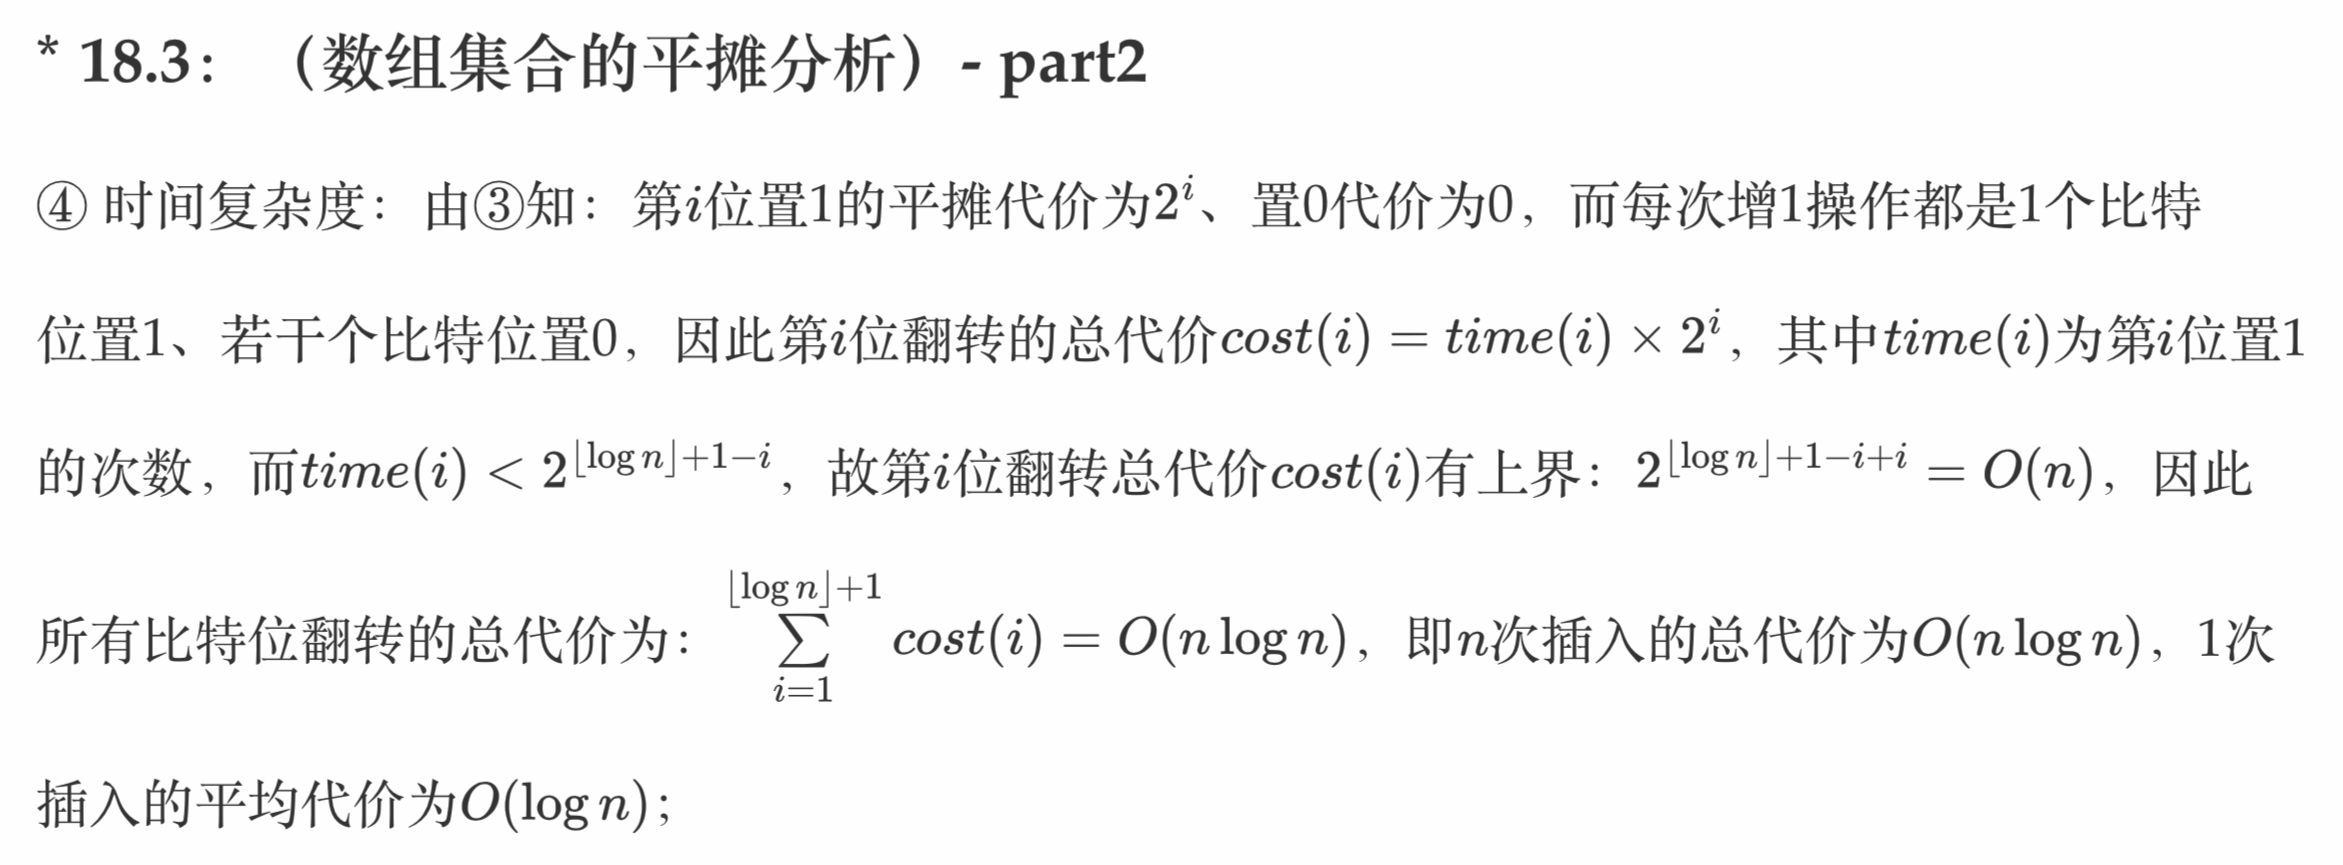 * 18.3：（数组集合的平摊分析）- part2
④ 时间复杂度：由③知：第i位置1的平摊代价为2^i、置0代价为0，而每次增1操作都是1个比特
位置1、若干个比特位置0，因此第i位翻转的总代价cost(i) = time(i) × 2^i，其中time(i)为第i位置1
的次数，而time(i) < 2^{⌊log n⌋+1−i}，故第i位翻转总代价cost(i)有上界：2^{⌊log n⌋+1−i+i} = O(n)，因此
所有比特位翻转的总代价为：∑_{i=1}^{⌊log n⌋+1} cost(i) = O(n log n)，即n次插入的总代价为O(n log n)，1次
插入的平均代价为O(log n)；